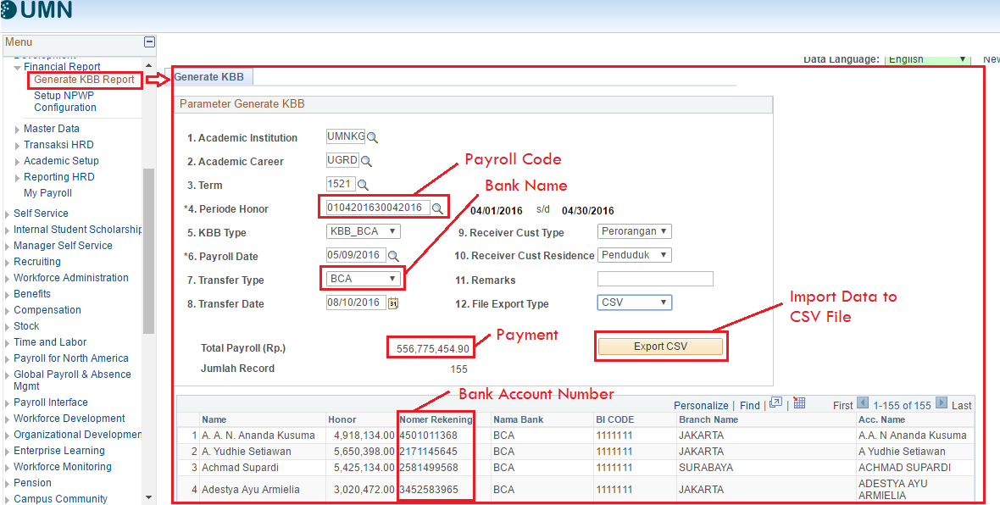 UMN
Menu
Development
Financial Report
Generate KBB Report
Setup NPWP
Configuration
Master Data
Transaksi HRD
Academic Setup
Reporting HRD
My Payroll
Self Service
Internal Student Scholarship
Manager Self Service
Recruiting
Workforce Administration
Benefits
Compensation
Stock
Time and Labor
Payroll for North America
Global Payroll & Absence
Mgmt
Payroll Interface
Workforce Development
Organizational Developmen
Enterprise Learning
Workforce Monitoring
Pension
Campus Community
Data Language: English New
Generate KBB
Parameter Generate KBB
1. Academic Institution UMNKG
2. Academic Career UGRD
3. Term 1521
*4. Periode Honor 0104201630042016 04/01/2016 s/d 04/30/2016
5. KBB Type KBB_BCA 9. Receiver Cust Type Perorangan
*6. Payroll Date 05/09/2016 10. Receiver Cust Residence Penduduk
7. Transfer Type BCA 11. Remarks
8. Transfer Date 08/10/2016 31 12. File Export Type CSV
Total Payroll (Rp.) 556,775,454.90 Export CSV
Jumlah Record 155
Payroll Code
Bank Name
Import Data to
CSV File
Payment
Bank Account Number
Personalize | Find | | First 1-155 of 155 Last
Name Honor Nomer Rekening Nama Bank BI CODE Branch Name Acc. Name
1 A. A. N. Ananda Kusuma 4,918,134.00 4501011368 BCA 1111111 JAKARTA A.A. N Ananda Kusuma
2 A. Yudhie Setiawan 5,650,398.00 2171145645 BCA 1111111 JAKARTA A Yudhie Setiawan
3 Achmad Supardi 5,425,134.00 2581499568 BCA 1111111 SURABAYA ACHMAD SUPARDI
4 Adestya Ayu Armielia 3,020,472.00 3452583965 BCA 1111111 JAKARTA ADESTYA AYU
ARMIELIA